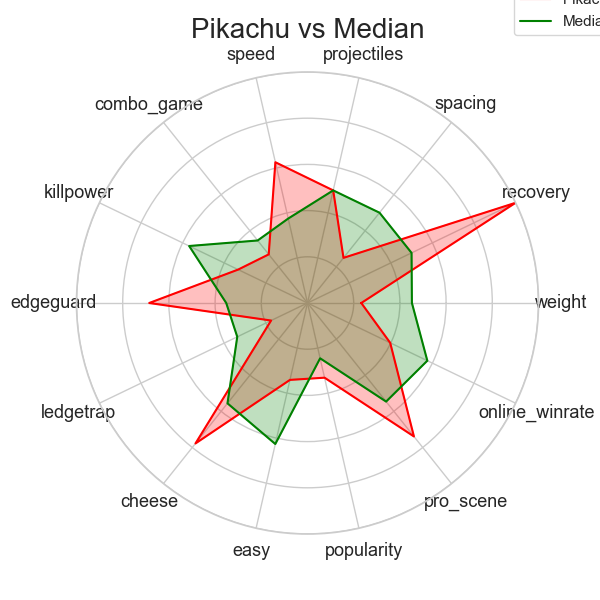 Pikachu vs Median
speed
projectiles
combo_game
spacing
killpower
recovery
edgeguard
weight
ledgetrap
online_winrate
cheese
pro_scene
easy
popularity